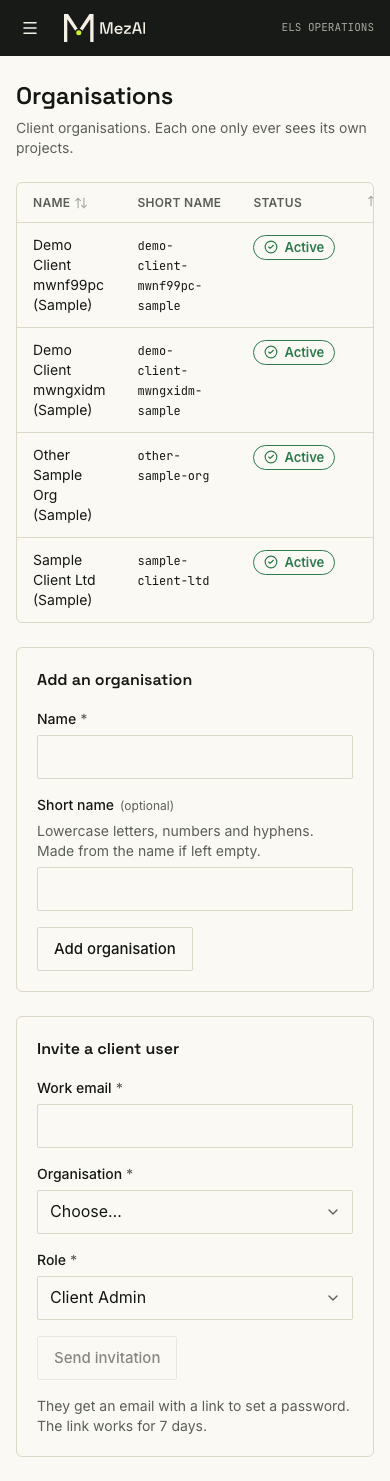 MezAI
ELS OPERATIONS
Organisations
Client organisations. Each one only ever sees its own
projects.
NAME SHORT NAME STATUS
Demo
Client
mwnf99pc
(Sample)
demo-
client-
mwnf99pc-
sample
Active
Demo
Client
mwngxidm
(Sample)
demo-
client-
mwngxidm-
sample
Active
Other
Sample
Org
(Sample)
other-
sample-org
Active
Sample
Client Ltd
(Sample)
sample-
client-ltd
Active
Add an organisation
Name *
Short name (optional)
Lowercase letters, numbers and hyphens.
Made from the name if left empty.
Add organisation
Invite a client user
Work email *
Organisation *
Choose...
Role *
Client Admin
Send invitation
They get an email with a link to set a password.
The link works for 7 days.